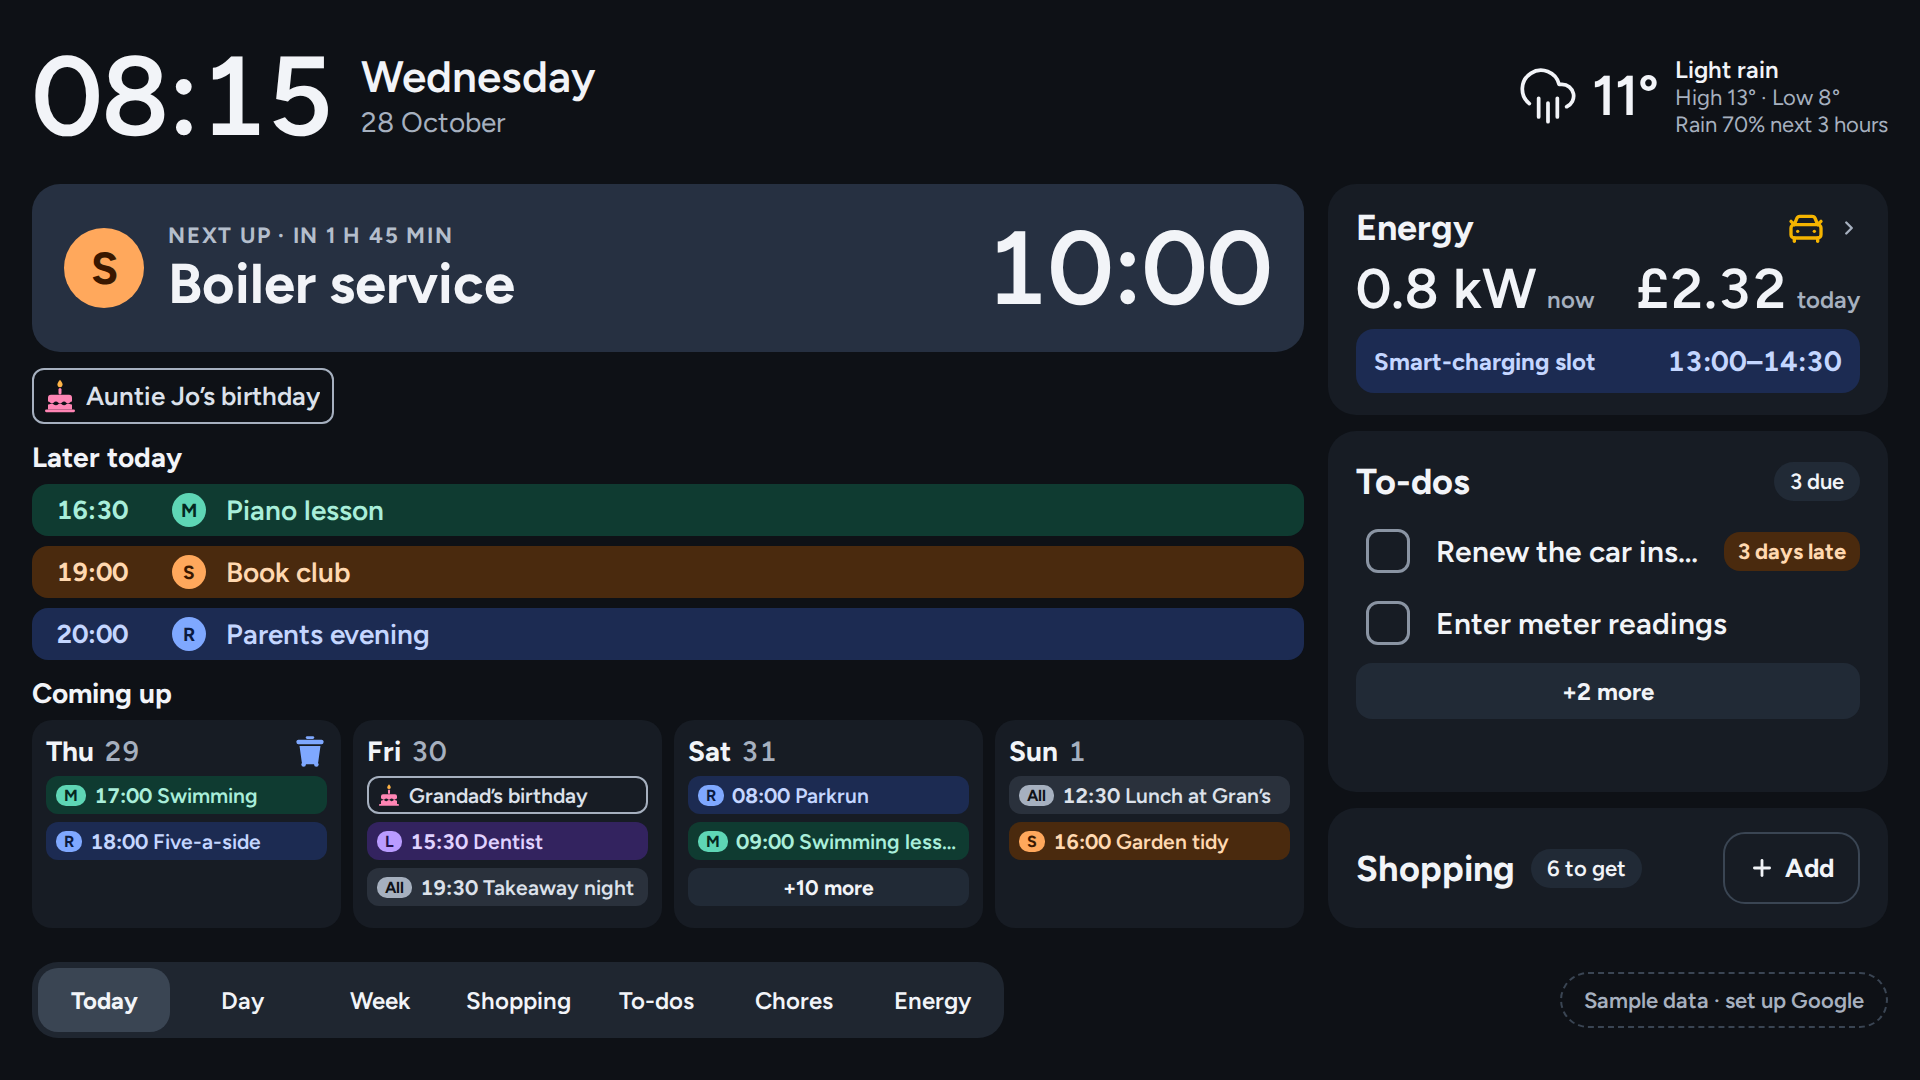 08:15
Wednesday
28 October
11°
Light rain
High 13° · Low 8°
Rain 70% next 3 hours
S
NEXT UP · IN 1 H 45 MIN
Boiler service
10:00
Auntie Jo’s birthday
Later today
16:30 M Piano lesson
19:00 S Book club
20:00 R Parents evening
Coming up
Thu 29
M 17:00 Swimming
R 18:00 Five-a-side
Fri 30
Grandad’s birthday
L 15:30 Dentist
All 19:30 Takeaway night
Sat 31
R 08:00 Parkrun
M 09:00 Swimming less...
+10 more
Sun 1
All 12:30 Lunch at Gran’s
S 16:00 Garden tidy
Energy
0.8 kW now £2.32 today
Smart-charging slot 13:00–14:30
To-dos 3 due
Renew the car ins... 3 days late
Enter meter readings
+2 more
Shopping 6 to get + Add
Today Day Week Shopping To-dos Chores Energy
Sample data · set up Google